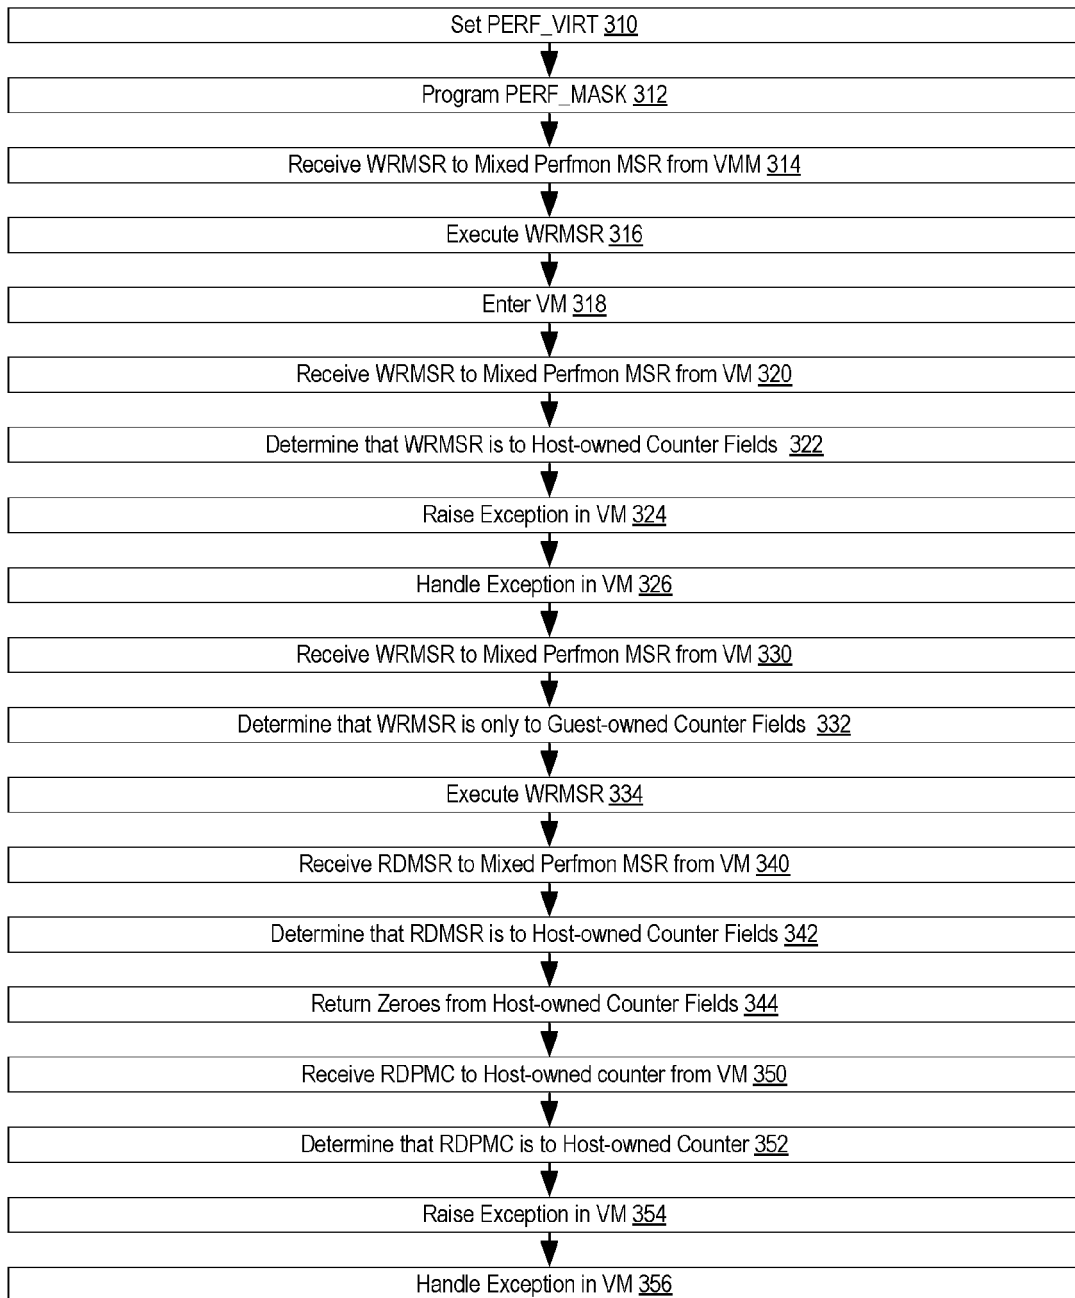 Set PERF_VIRT 310
Program PERF_MASK 312
Receive WRMSR to Mixed Perfmon MSR from VMM 314
Execute WRMSR 316
Enter VM 318
Receive WRMSR to Mixed Perfmon MSR from VM 320
Determine that WRMSR is to Host-owned Counter Fields 322
Raise Exception in VM 324
Handle Exception in VM 326
Receive WRMSR to Mixed Perfmon MSR from VM 330
Determine that WRMSR is only to Guest-owned Counter Fields 332
Execute WRMSR 334
Receive RDMSR to Mixed Perfmon MSR from VM 340
Determine that RDMSR is to Host-owned Counter Fields 342
Return Zeroes from Host-owned Counter Fields 344
Receive RDPMC to Host-owned counter from VM 350
Determine that RDPMC is to Host-owned Counter 352
Raise Exception in VM 354
Handle Exception in VM 356